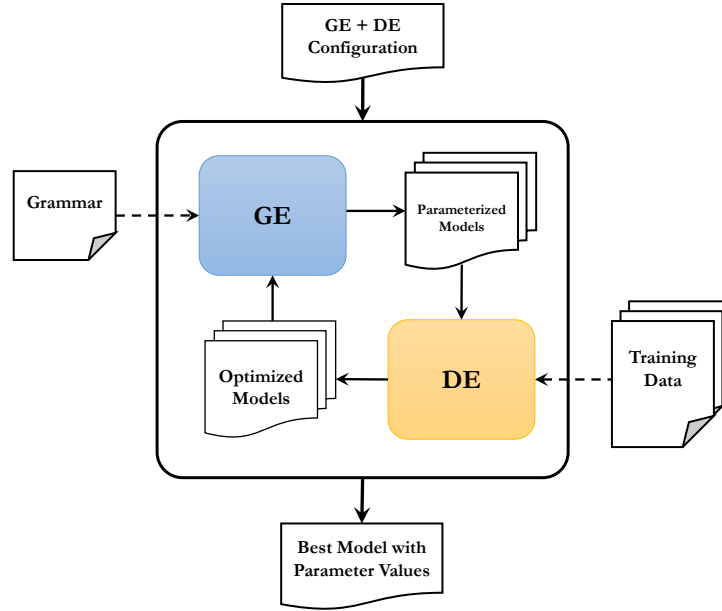 GE + DE
Configuration
Grammar
GE
Parameterized
Models
Optimized
Models
DE
Training
Data
Best Model with
Parameter Values